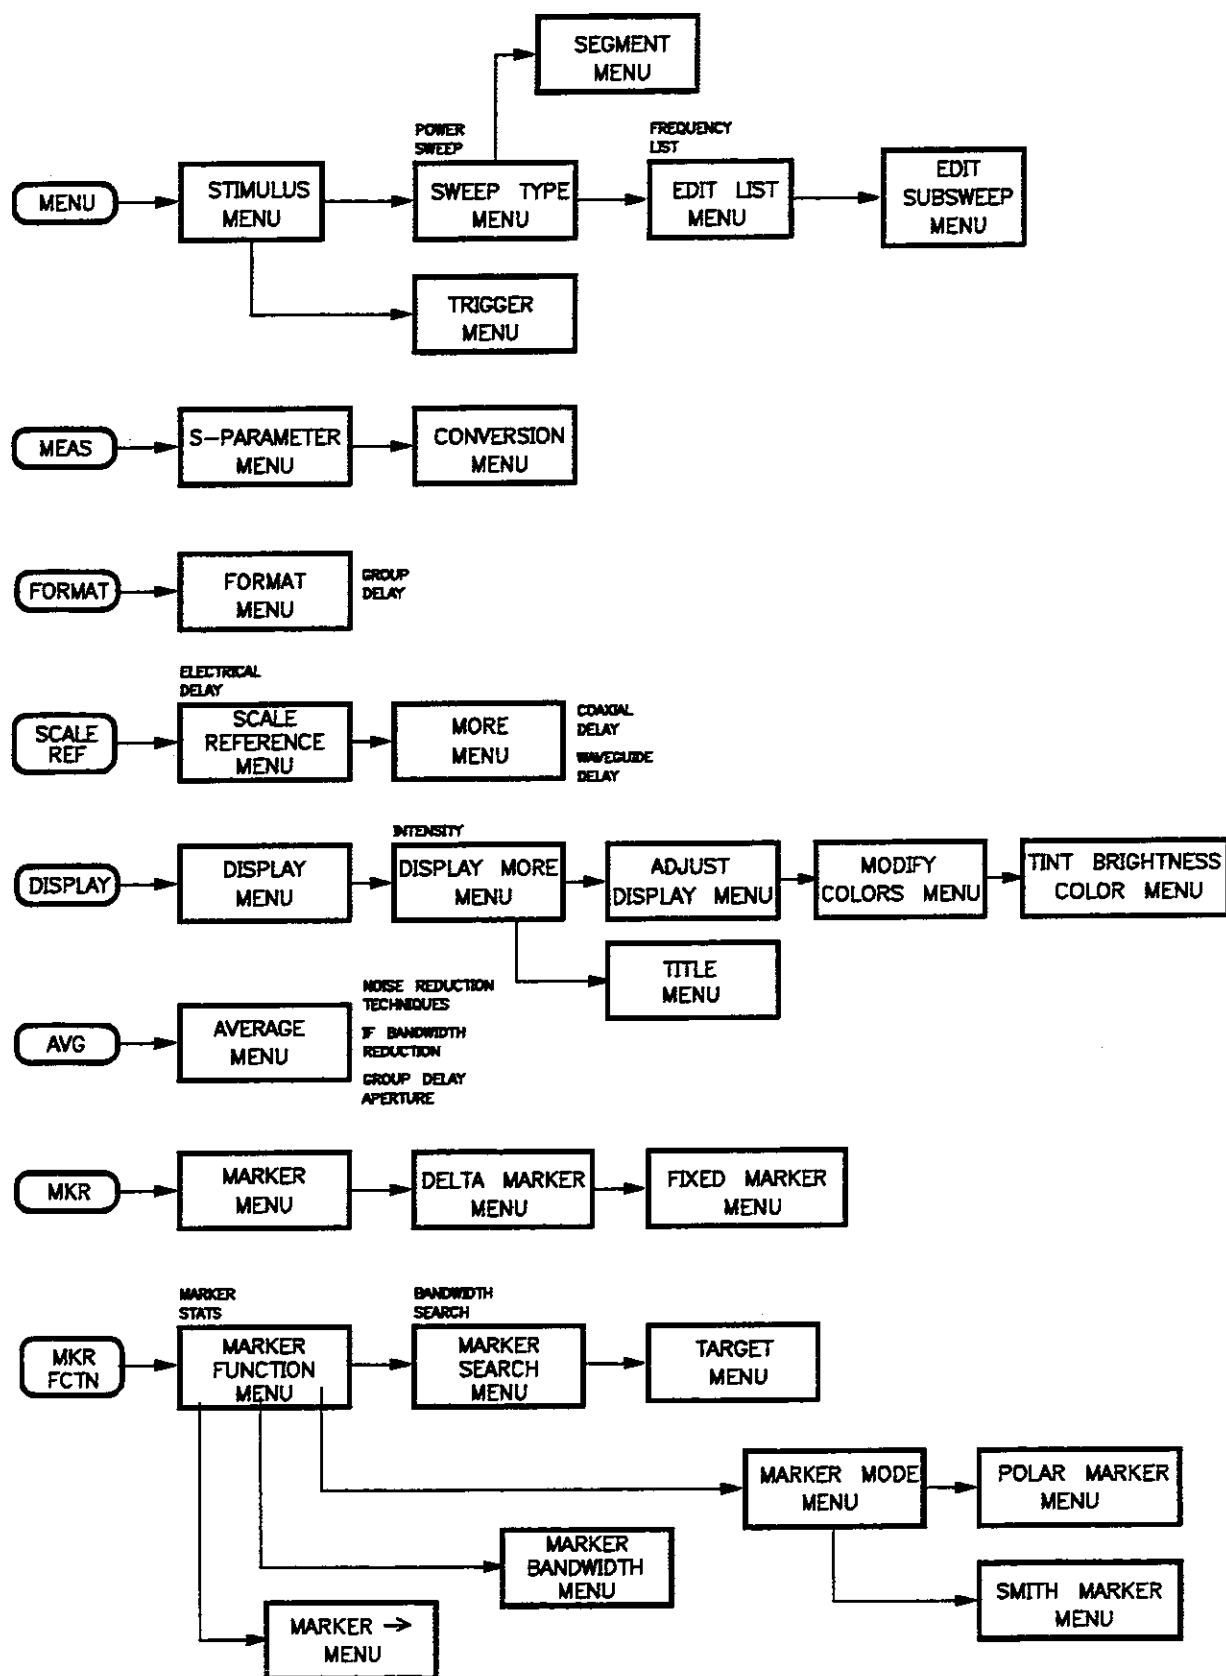 SEGMENT
MENU
POWER
SWEEP
FREQUENCY
LIST
MENU
STIMULUS
MENU
SWEEP TYPE
MENU
EDIT LIST
MENU
EDIT
SUBSWEEP
MENU
TRIGGER
MENU
MEAS
S-PARAMETER
MENU
CONVERSION
MENU
FORMAT
FORMAT
MENU
GROUP
DELAY
ELECTRICAL
DELAY
SCALE
REF
SCALE
REFERENCE
MENU
MORE
MENU
COAXIAL
DELAY
WAVEGUIDE
DELAY
INTENSITY
DISPLAY
DISPLAY
MENU
DISPLAY MORE
MENU
ADJUST
DISPLAY MENU
MODIFY
COLORS MENU
TINT BRIGHTNESS
COLOR MENU
TITLE
MENU
AVG
AVERAGE
MENU
NOISE REDUCTION
TECHNIQUES
IF BANDWIDTH
REDUCTION
GROUP DELAY
APERTURE
MKR
MARKER
MENU
DELTA MARKER
MENU
FIXED MARKER
MENU
MARKER
STATS
BANDWIDTH
SEARCH
MKR
FCTN
MARKER
FUNCTION
MENU
MARKER
SEARCH
MENU
TARGET
MENU
MARKER MODE
MENU
POLAR MARKER
MENU
MARKER
BANDWIDTH
MENU
SMITH MARKER
MENU
MARKER →
MENU